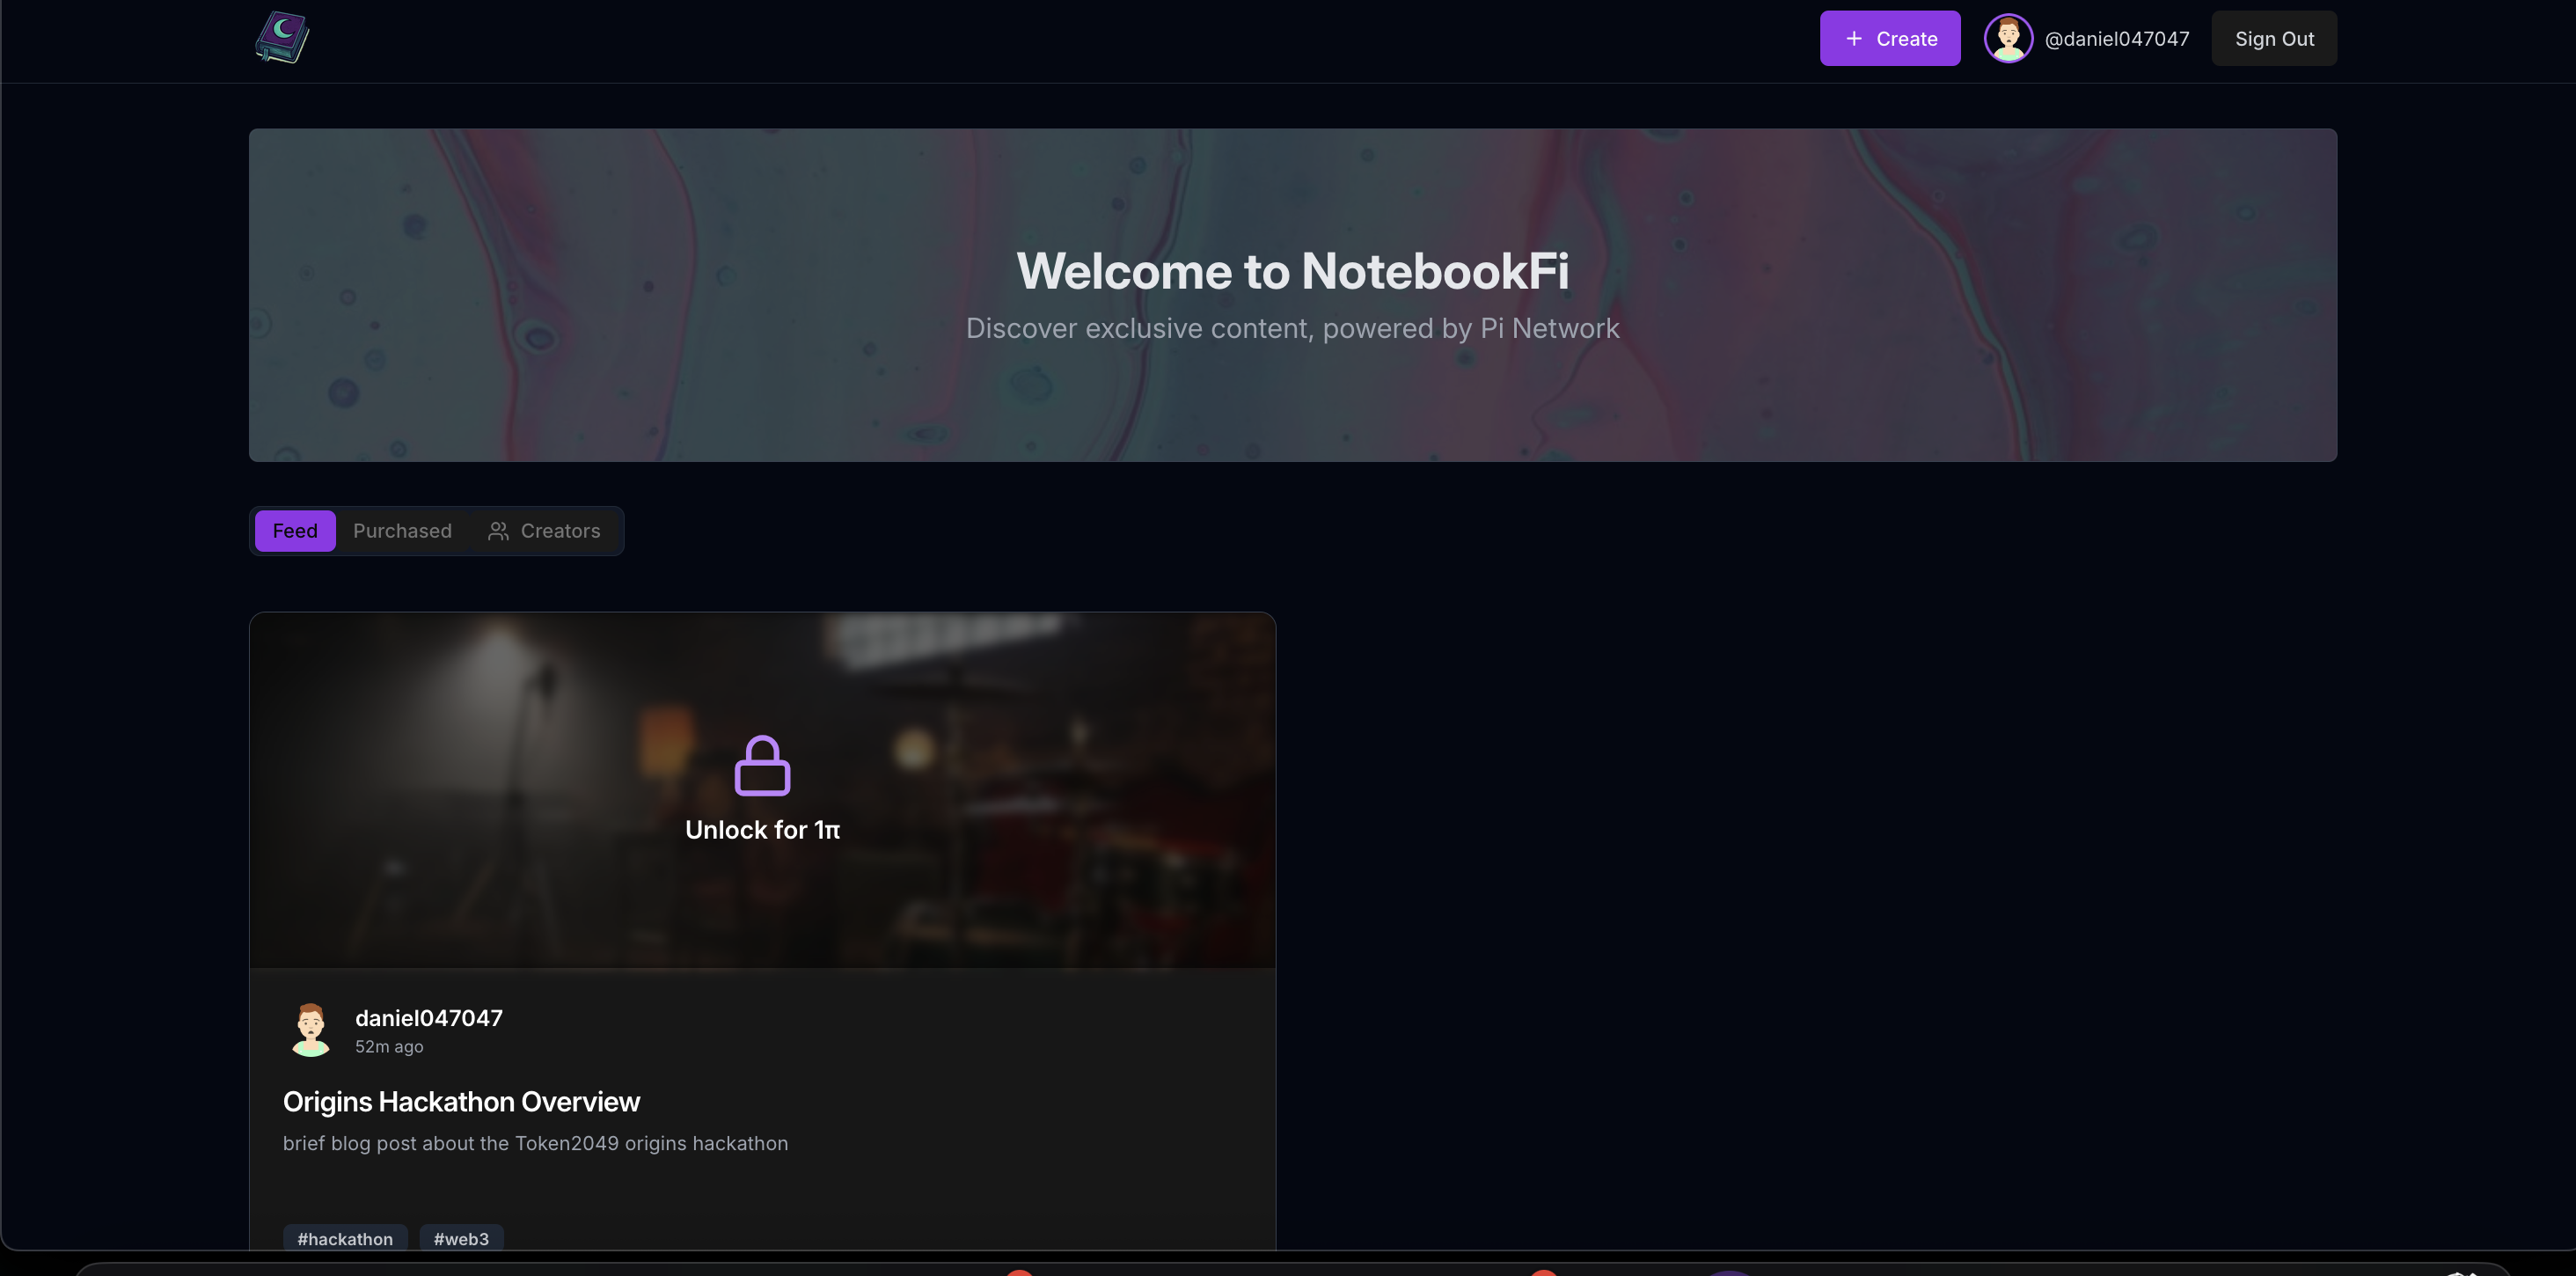 Create
@daniel047047
Sign Out
Welcome to NotebookFi
Discover exclusive content, powered by Pi Network
Feed
Purchased
Creators
Unlock for 1π
daniel047047
52m ago
Origins Hackathon Overview
brief blog post about the Token2049 origins hackathon
#hackathon
#web3